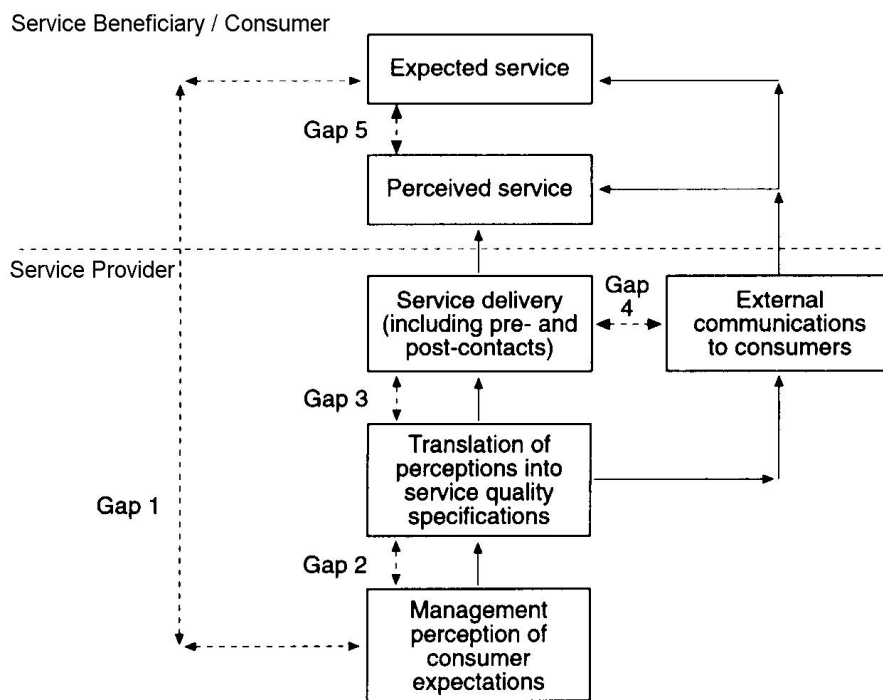 Service Beneficiary / Consumer
Expected service
Gap 5
Perceived service
Service Provider
Service delivery
(including pre- and
post-contacts)
Gap
4
External
communications
to consumers
Gap 3
Translation of
perceptions into
service quality
specifications
Gap 1
Gap 2
Management
perception of
consumer
expectations